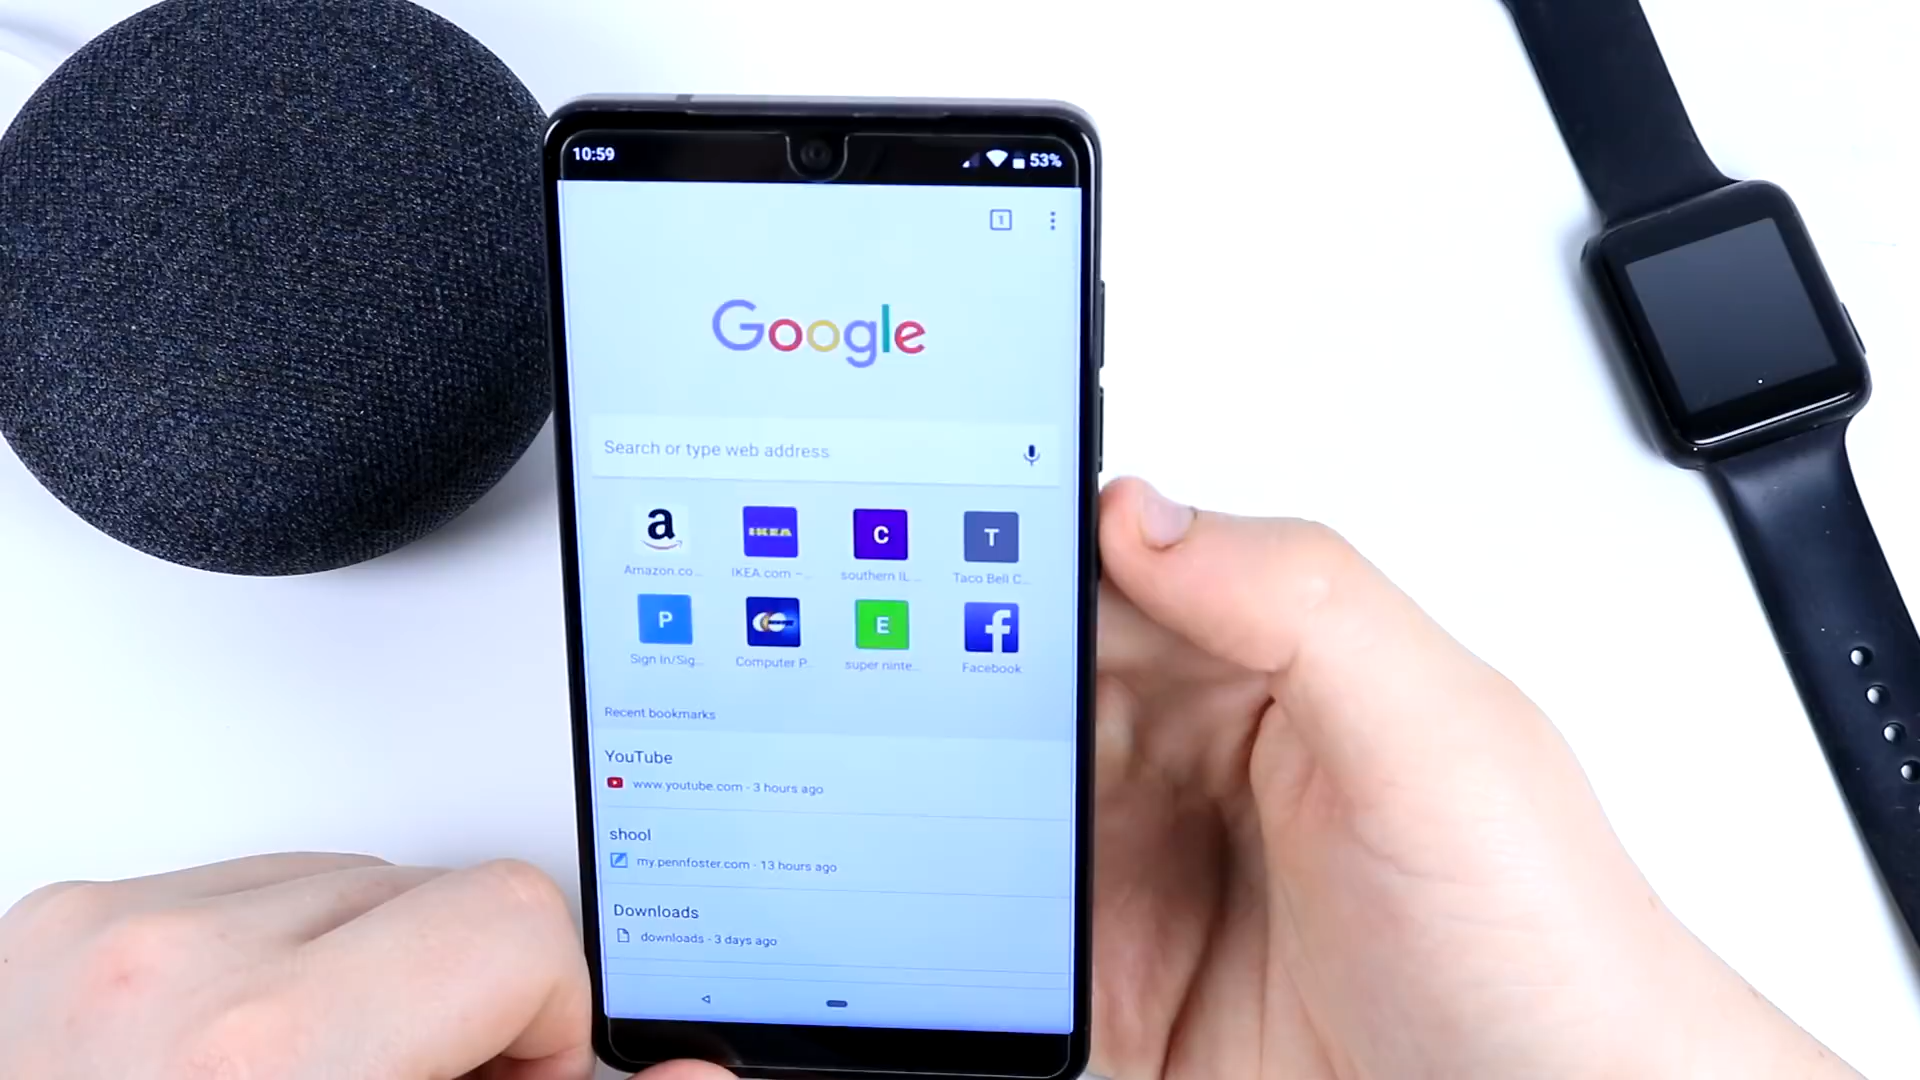 10:59
53%
1
Google
Search or type web address
a
IKEA
C
T
Amazon.co...
IKEA.com –...
southern IL...
Taco Bell C...
P
E
f
Sign In/Sig...
Computer P...
super ninte...
Facebook
Recent bookmarks
YouTube
www.youtube.com - 3 hours ago
shool
my.pennfoster.com - 13 hours ago
Downloads
downloads - 3 days ago